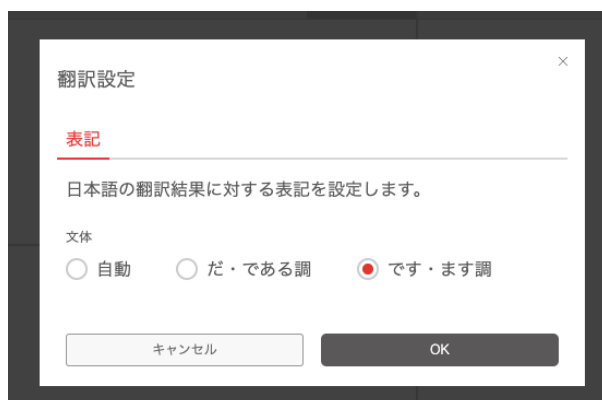 翻訳設定
×
表記
日本語の翻訳結果に対する表記を設定します。
文体
自動 だ・である調 です・ます調
キャンセル OK